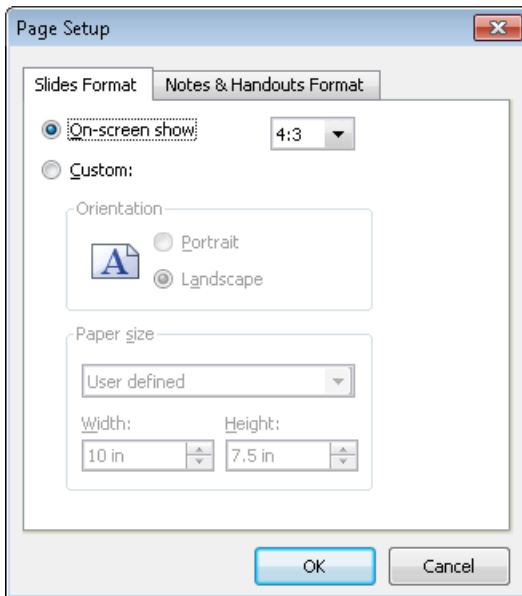 Page Setup
Slides Format Notes & Handouts Format
On-screen show 4:3
Custom:
Orientation
A
Portrait
Landscape
Paper size
User defined
Width: Height:
10 in 7.5 in
OK Cancel